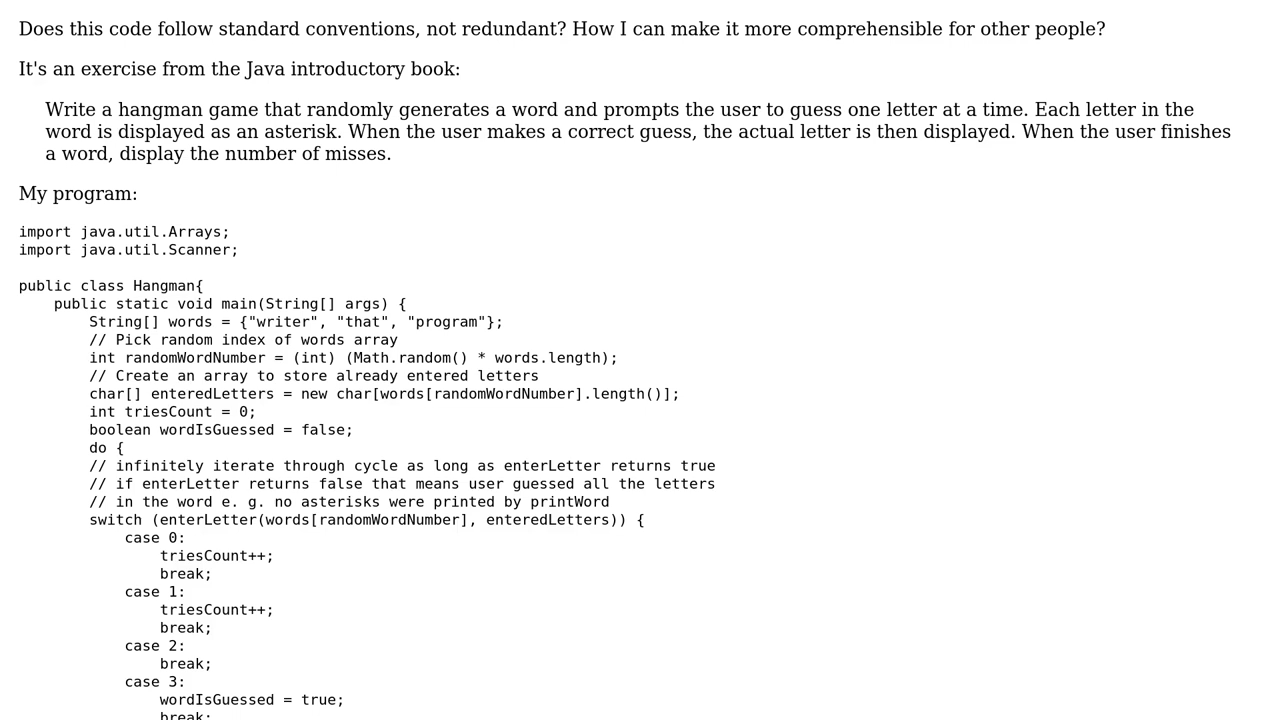 Does this code follow standard conventions, not redundant? How I can make it more comprehensible for other people?
It's an exercise from the Java introductory book:
Write a hangman game that randomly generates a word and prompts the user to guess one letter at a time. Each letter in the
word is displayed as an asterisk. When the user makes a correct guess, the actual letter is then displayed. When the user finishes
a word, display the number of misses.
My program:
import java.util.Arrays;
import java.util.Scanner;
public class Hangman{
    public static void main(String[] args) {
        String[] words = {"writer", "that", "program"};
        // Pick random index of words array
        int randomWordNumber = (int) (Math.random() * words.length);
        // Create an array to store already entered letters
        char[] enteredLetters = new char[words[randomWordNumber].length()];
        int triesCount = 0;
        boolean wordIsGuessed = false;
        do {
        // infinitely iterate through cycle as long as enterLetter returns true
        // if enterLetter returns false that means user guessed all the letters
        // in the word e. g. no asterisks were printed by printWord
        switch (enterLetter(words[randomWordNumber], enteredLetters)) {
            case 0:
                triesCount++;
                break;
            case 1:
                triesCount++;
                break;
            case 2:
                break;
            case 3:
                wordIsGuessed = true;
                break;